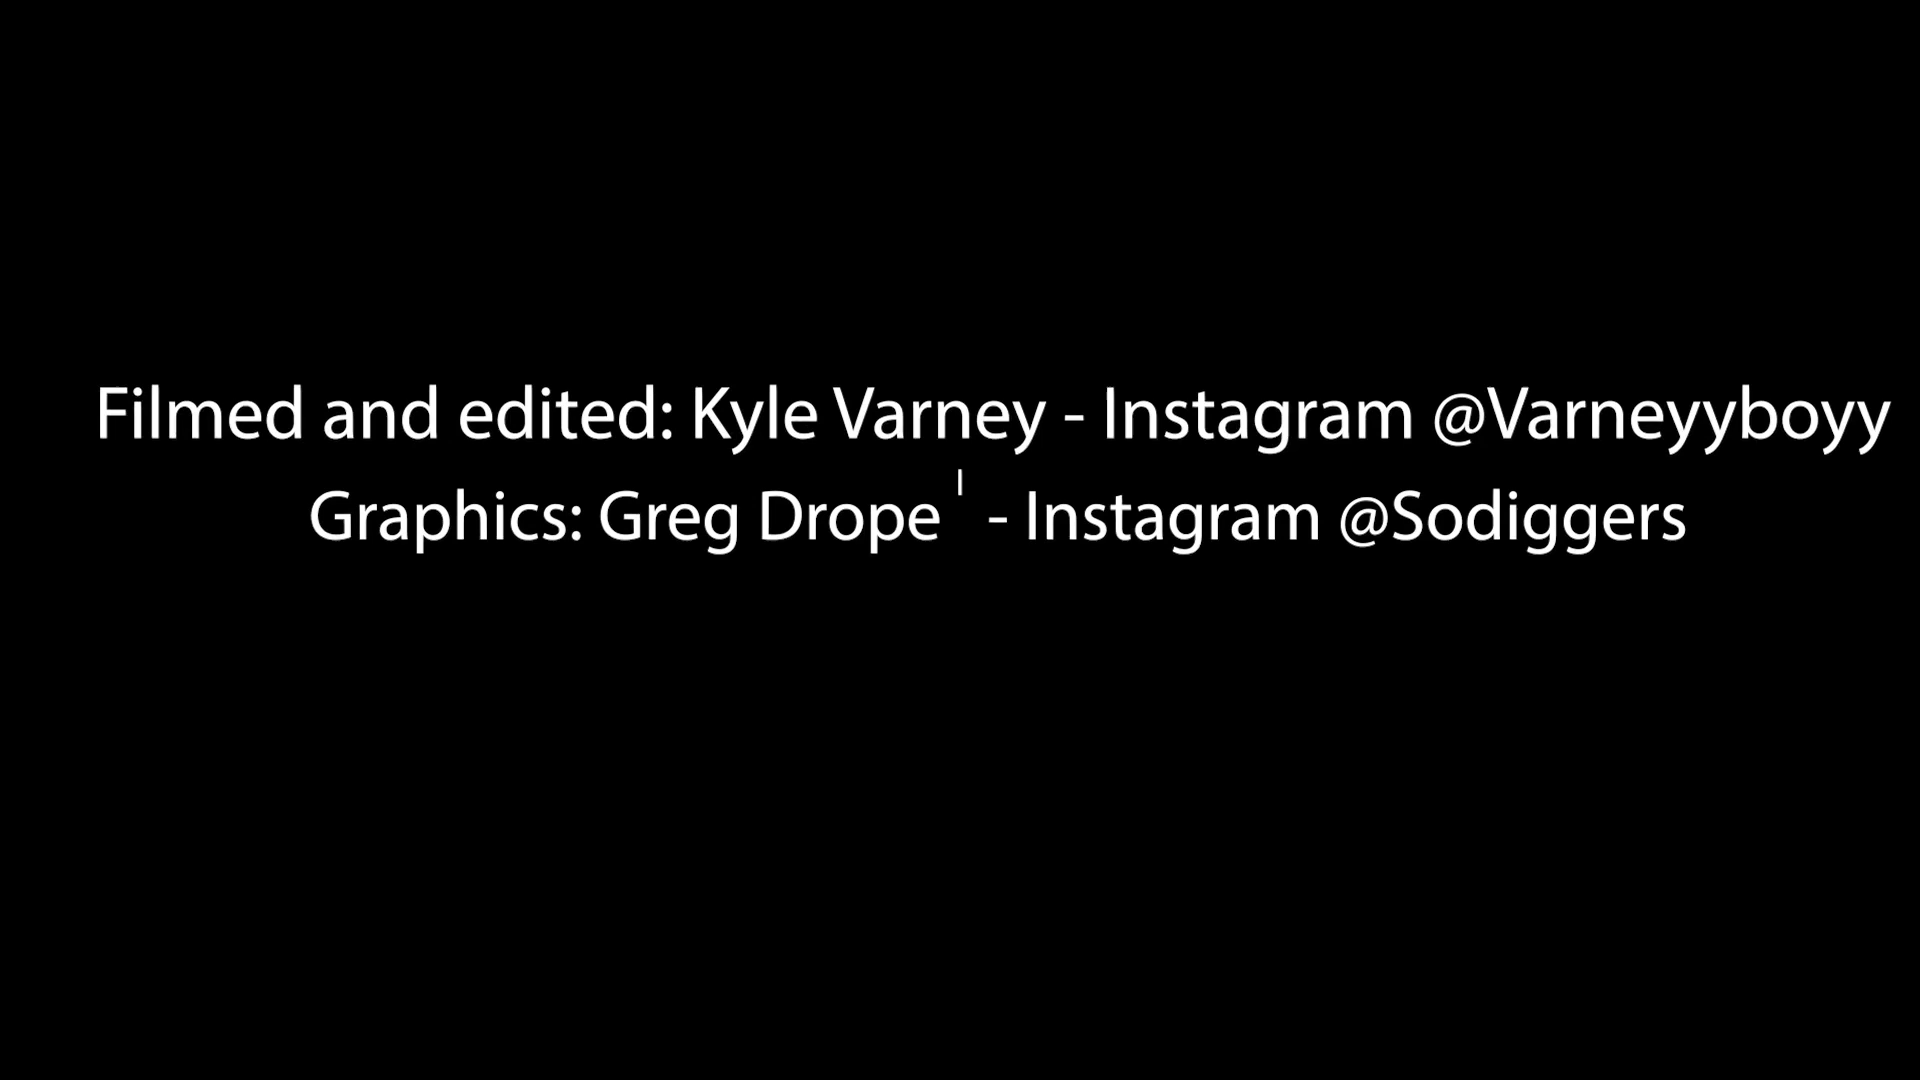 Filmed and edited: Kyle Varney - Instagram @Varneyyboyy
Graphics: Greg Drope - Instagram @Sodiggers